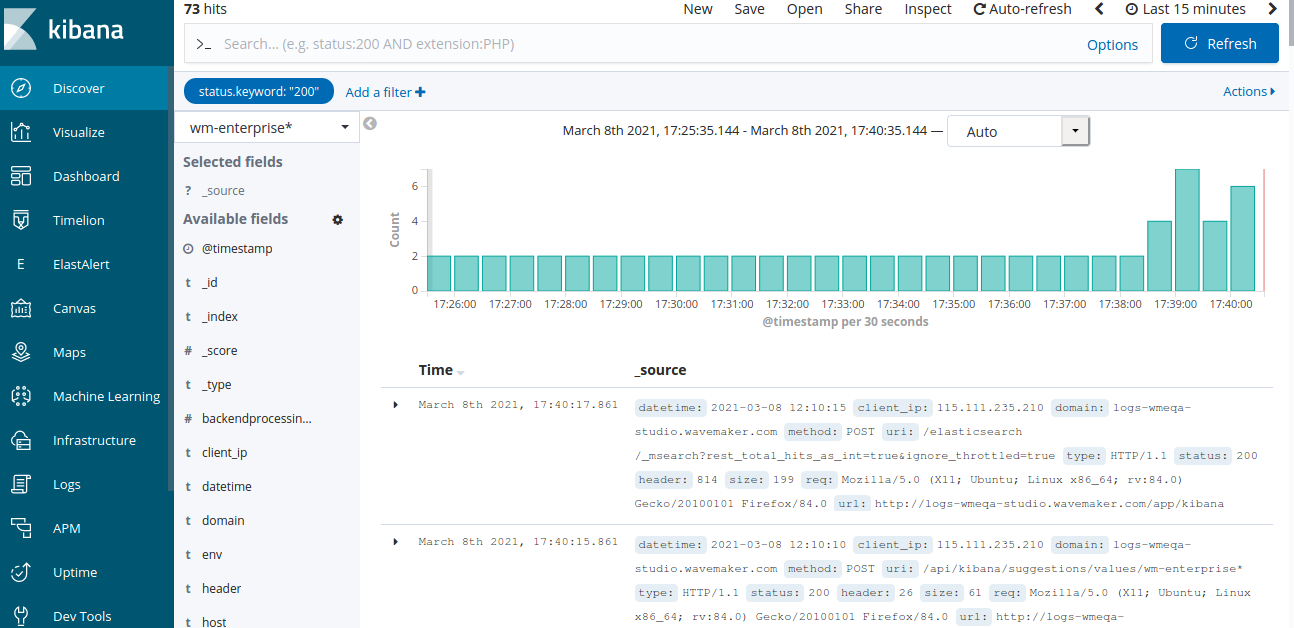 kibana
Discover
Visualize
Dashboard
Timelion
E ElastAlert
Canvas
Maps
Machine Learning
Infrastructure
Logs
APM
Uptime
Dev Tools
73 hits
New Save Open Share Inspect Auto-refresh Last 15 minutes
>_ Search... (e.g. status:200 AND extension:PHP) Options Refresh
status.keyword: "200" Add a filter + Actions
wm-enterprise*
Selected fields
? _source
Available fields
@timestamp
t _id
t _index
# _score
t _type
# backendprocessin...
t client_ip
t datetime
t domain
t env
t header
t host
March 8th 2021, 17:25:35.144 - March 8th 2021, 17:40:35.144 — Auto
Count
6
4
2
0
17:26:00 17:27:00 17:28:00 17:29:00 17:30:00 17:31:00 17:32:00 17:33:00 17:34:00 17:35:00 17:36:00 17:37:00 17:38:00 17:39:00 17:40:00
@timestamp per 30 seconds
Time _source
March 8th 2021, 17:40:17.861 datetime: 2021-03-08 12:10:15 client_ip: 115.111.235.210 domain: logs-wmeqa-
studio.wavemaker.com method: POST uri: /elasticsearch
/_msearch?rest_total_hits_as_int=true&ignore_throttled=true type: HTTP/1.1 status: 200
header: 814 size: 199 req: Mozilla/5.0 (X11; Ubuntu; Linux x86_64; rv:84.0)
Gecko/20100101 Firefox/84.0 url: http://logs-wmeqa-studio.wavemaker.com/app/kibana
March 8th 2021, 17:40:15.861 datetime: 2021-03-08 12:10:10 client_ip: 115.111.235.210 domain: logs-wmeqa-
studio.wavemaker.com method: POST uri: /api/kibana/suggestions/values/wm-enterprise*
type: HTTP/1.1 status: 200 header: 26 size: 61 req: Mozilla/5.0 (X11; Ubuntu; Linux
x86_64; rv:84.0) Gecko/20100101 Firefox/84.0 url: http://logs-wmeqa-